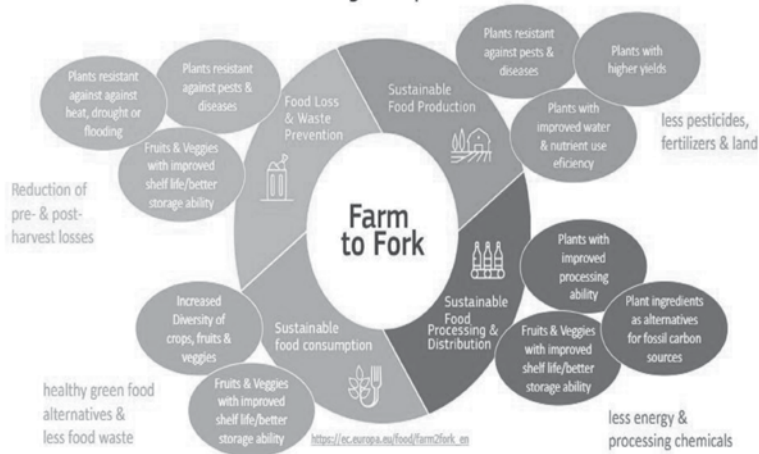 Plants resistant
against against
heat, drought or
flooding
Plants resistant
against pests &
diseases
Fruits & Veggies
with improved
shelf life/better
storage ability
Reduction of
pre- & post-
harvest losses
Food Loss
& Waste
Prevention
Sustainable
Food Production
Plants resistant
against pests &
diseases
Plants with
higher yields
Plants with
improved water
& nutrient use
eficiency
less pesticides,
fertilizers & land
Farm
to Fork
Plants with
improved
processing
ability
Plant ingredients
as alternatives
for fossil carbon
sources
Fruits & Veggies
with improved
shelf life/better
storage ability
Sustainable
Food
Processing &
Distribution
less energy &
processing chemicals
Increased
Diversity of
crops, fruits &
veggies
Sustainable
food consumption
Fruits & Veggies
with improved
shelf life/better
storage ability
healthy green food
alternatives &
less food waste
https://ec.europa.eu/food/farm2fork_en